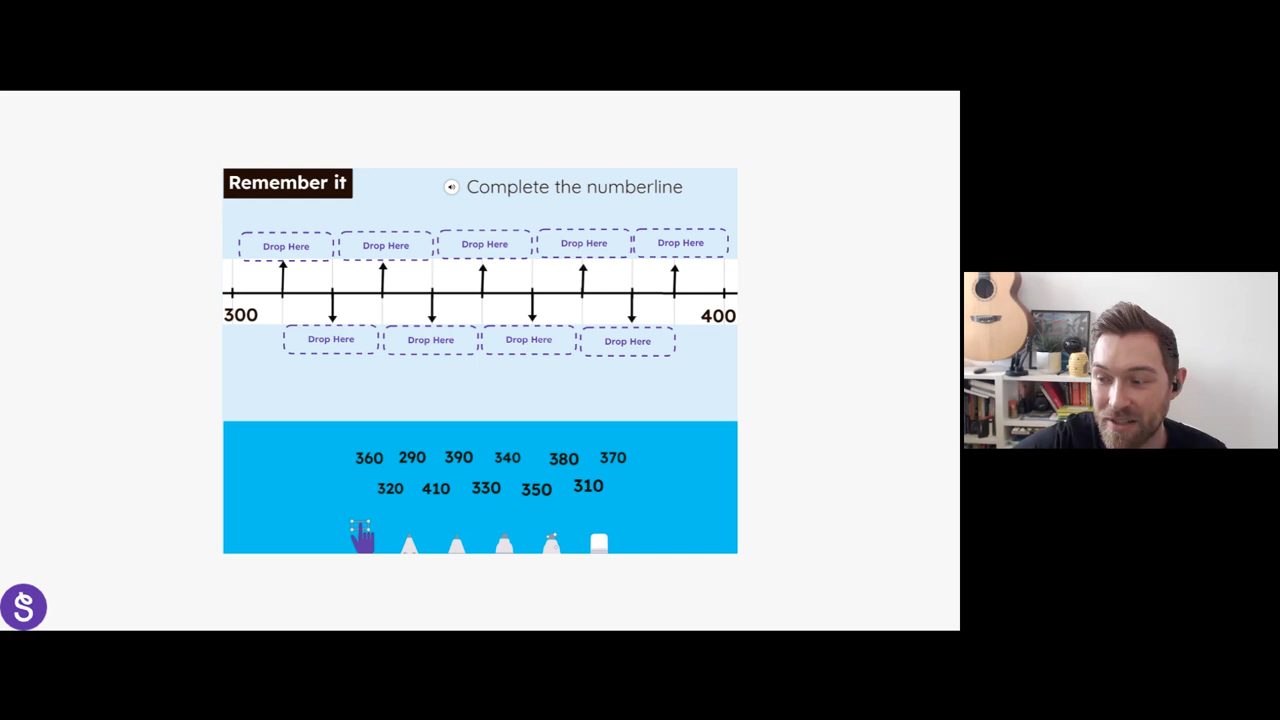 Remember it
Complete the numberline
Drop Here Drop Here Drop Here Drop Here Drop Here
300 400
Drop Here Drop Here Drop Here Drop Here
360 290 390 340 380 370
320 410 330 350 310
S